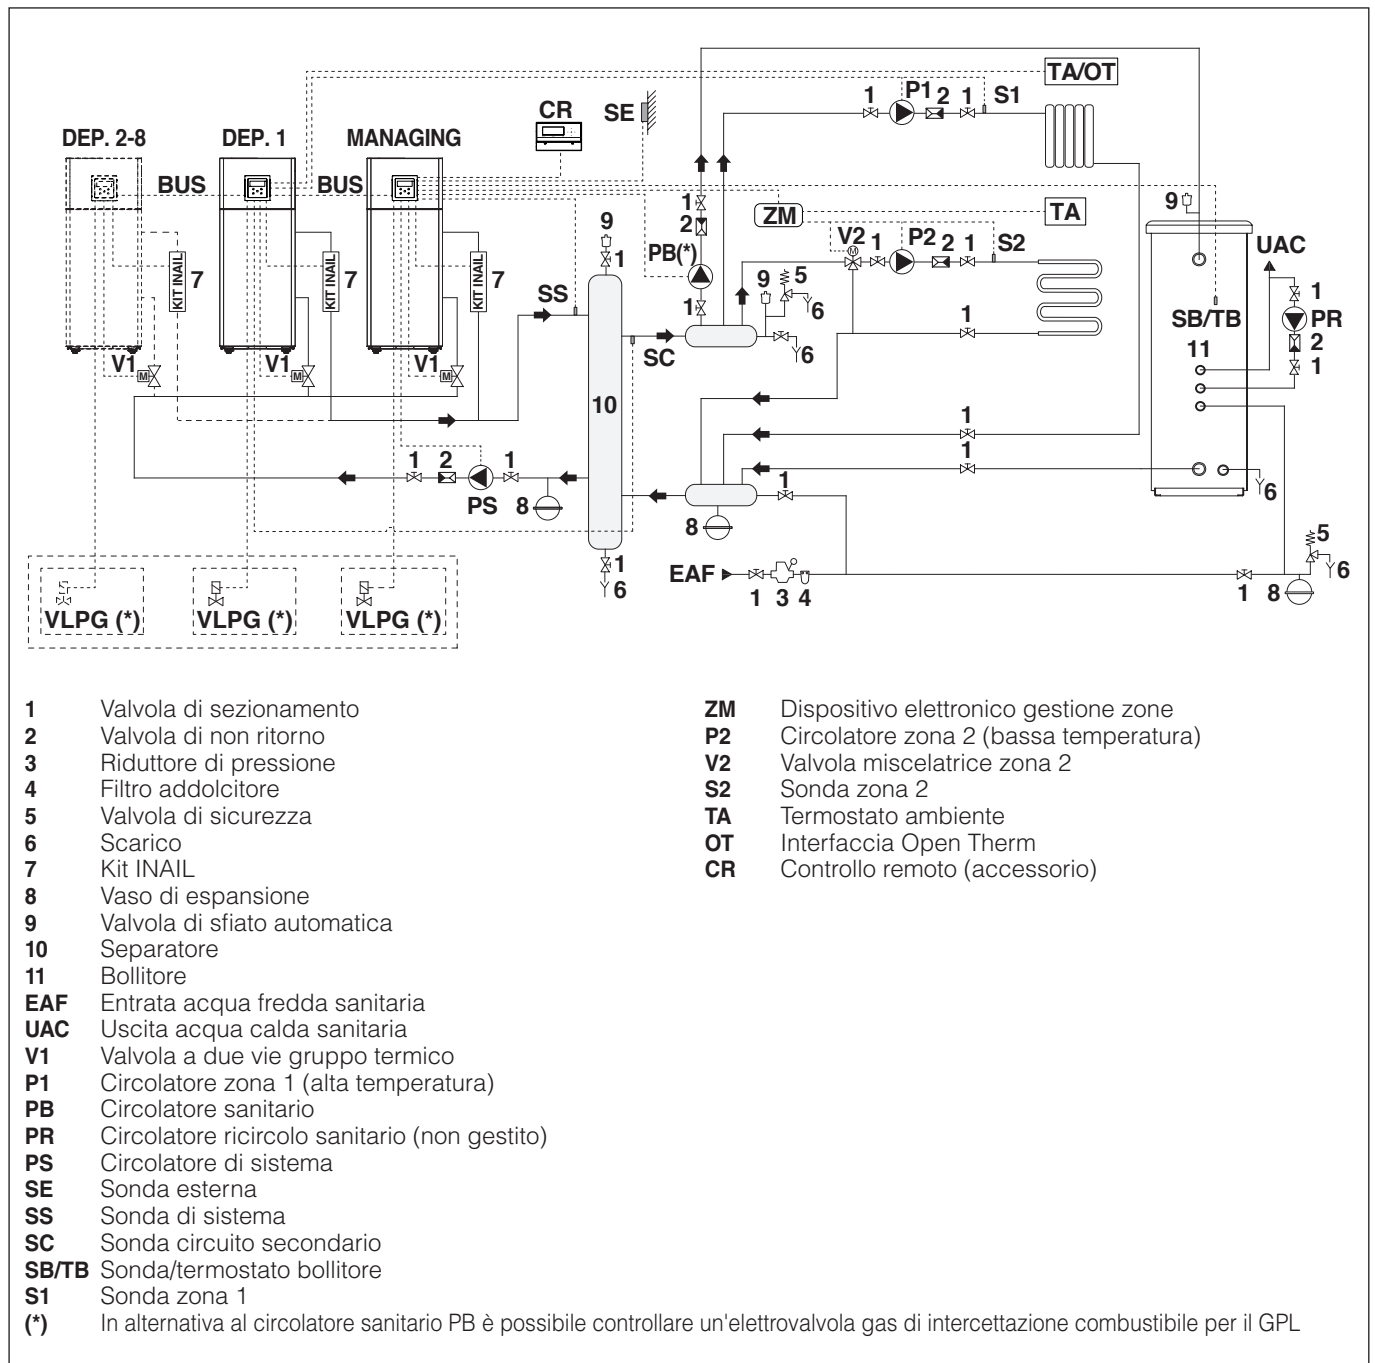 TA/OT
1 P1 2 1 S1
CR SE
DEP. 2-8 DEP. 1 MANAGING
BUS BUS
1
2
PB(*)
1
ZM
TA
9
V2 1 P2 2 1 S2
M
9
1
UAC
KIT INAIL 7 KIT INAIL 7 KIT INAIL 7
SS
9 5
6
6
1
SB/TB
11
1
PR
2
1
SC
V1 M V1 M V1 M
10
1
1
1 2 1
PS 8
1
8
6
5
6
EAF
1 3 4
1 8
1
6
VLPG (*) VLPG (*) VLPG (*)
1 Valvola di sezionamento
2 Valvola di non ritorno
3 Riduttore di pressione
4 Filtro addolcitore
5 Valvola di sicurezza
6 Scarico
7 Kit INAIL
8 Vaso di espansione
9 Valvola di sfiato automatica
10 Separatore
11 Bollitore
EAF Entrata acqua fredda sanitaria
UAC Uscita acqua calda sanitaria
V1 Valvola a due vie gruppo termico
P1 Circolatore zona 1 (alta temperatura)
PB Circolatore sanitario
PR Circolatore ricircolo sanitario (non gestito)
PS Circolatore di sistema
SE Sonda esterna
SS Sonda di sistema
SC Sonda circuito secondario
SB/TB Sonda/termostato bollitore
S1 Sonda zona 1
(*) In alternativa al circolatore sanitario PB è possibile controllare un'elettrovalvola gas di intercettazione combustibile per il GPL
ZM Dispositivo elettronico gestione zone
P2 Circolatore zona 2 (bassa temperatura)
V2 Valvola miscelatrice zona 2
S2 Sonda zona 2
TA Termostato ambiente
OT Interfaccia Open Therm
CR Controllo remoto (accessorio)